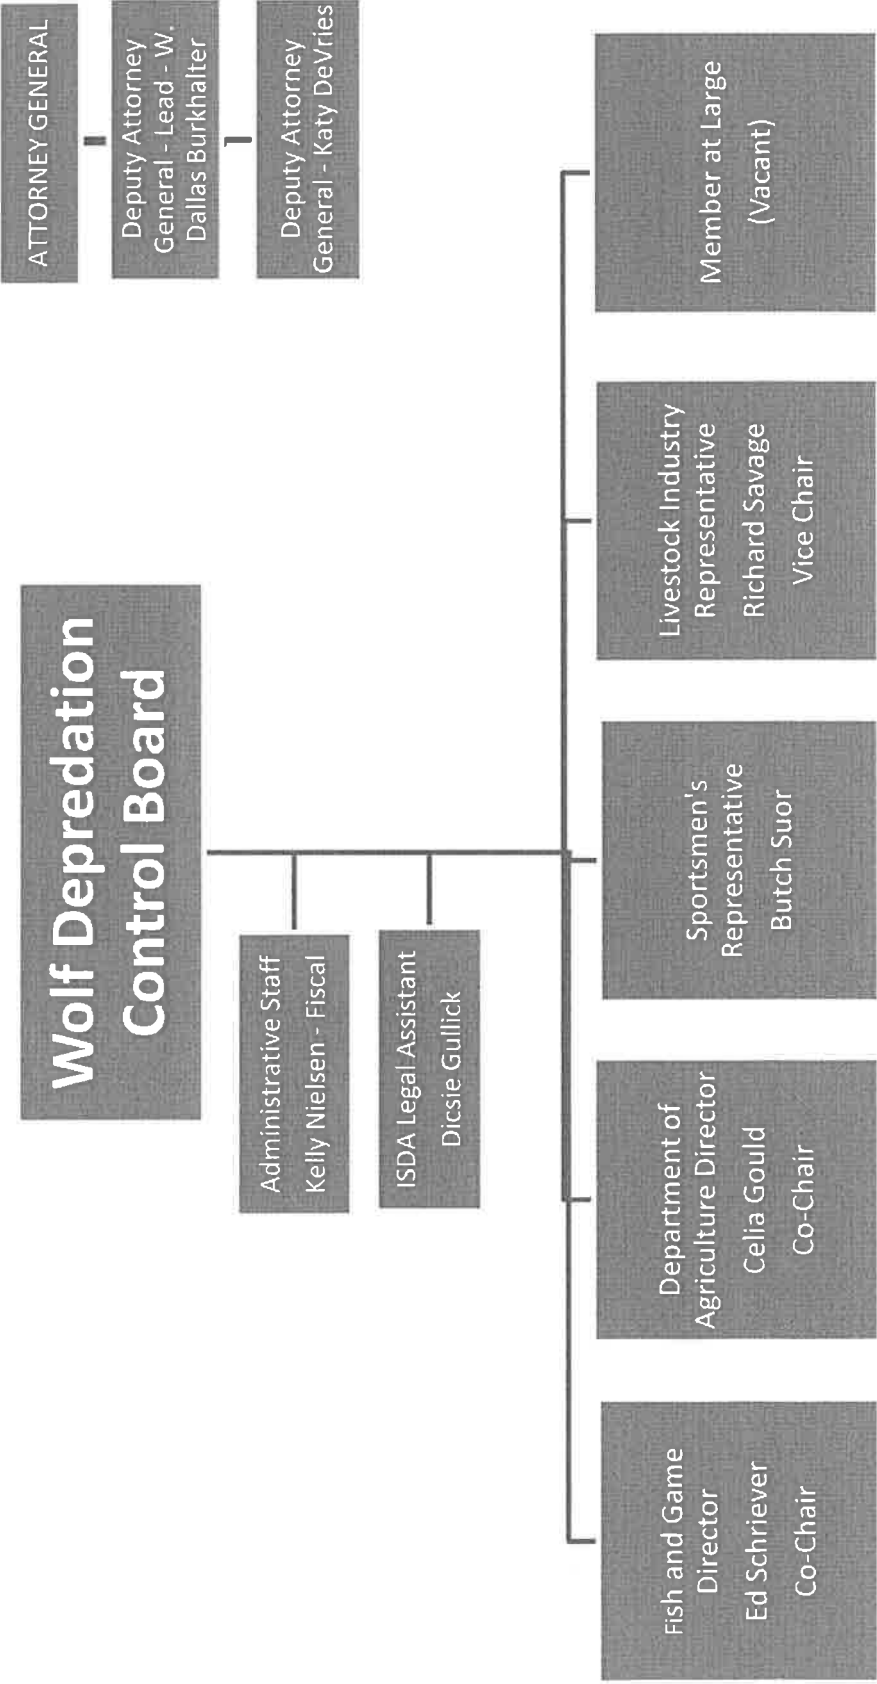 Wolf Depredation
Control Board
ATTORNEY GENERAL
Deputy Attorney
General - Lead - W.
Dallas Burkhalter
Deputy Attorney
General - Katy DeVries
Administrative Staff
Kelly Nielsen - Fiscal
ISDA Legal Assistant
Dicsie Gullick
Fish and Game
Director
Ed Schriever
Co-Chair
Department of
Agriculture Director
Celia Gould
Co-Chair
Sportsmen's
Representative
Butch Suor
Livestock Industry
Representative
Richard Savage
Vice Chair
Member at Large
(Vacant)